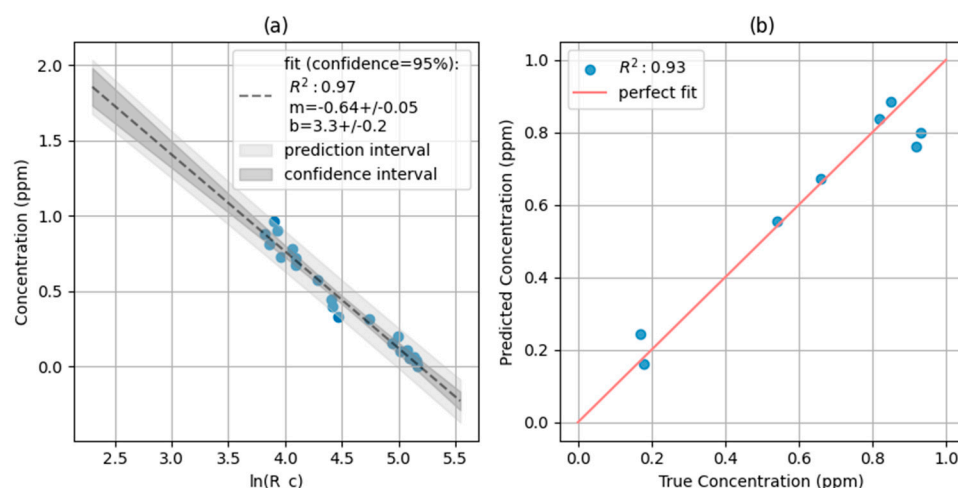 (a)
fit (confidence=95%):
R²:0.97
m=-0.64+/-0.05
b=3.3+/-0.2
prediction interval
confidence interval
Concentration (ppm)
2.0
1.5
1.0
0.5
0.0
2.5 3.0 3.5 4.0 4.5 5.0 5.5
ln(R_c)
(b)
R²:0.93
perfect fit
Predicted Concentration (ppm)
1.0
0.8
0.6
0.4
0.2
0.0
0.0 0.2 0.4 0.6 0.8 1.0
True Concentration (ppm)